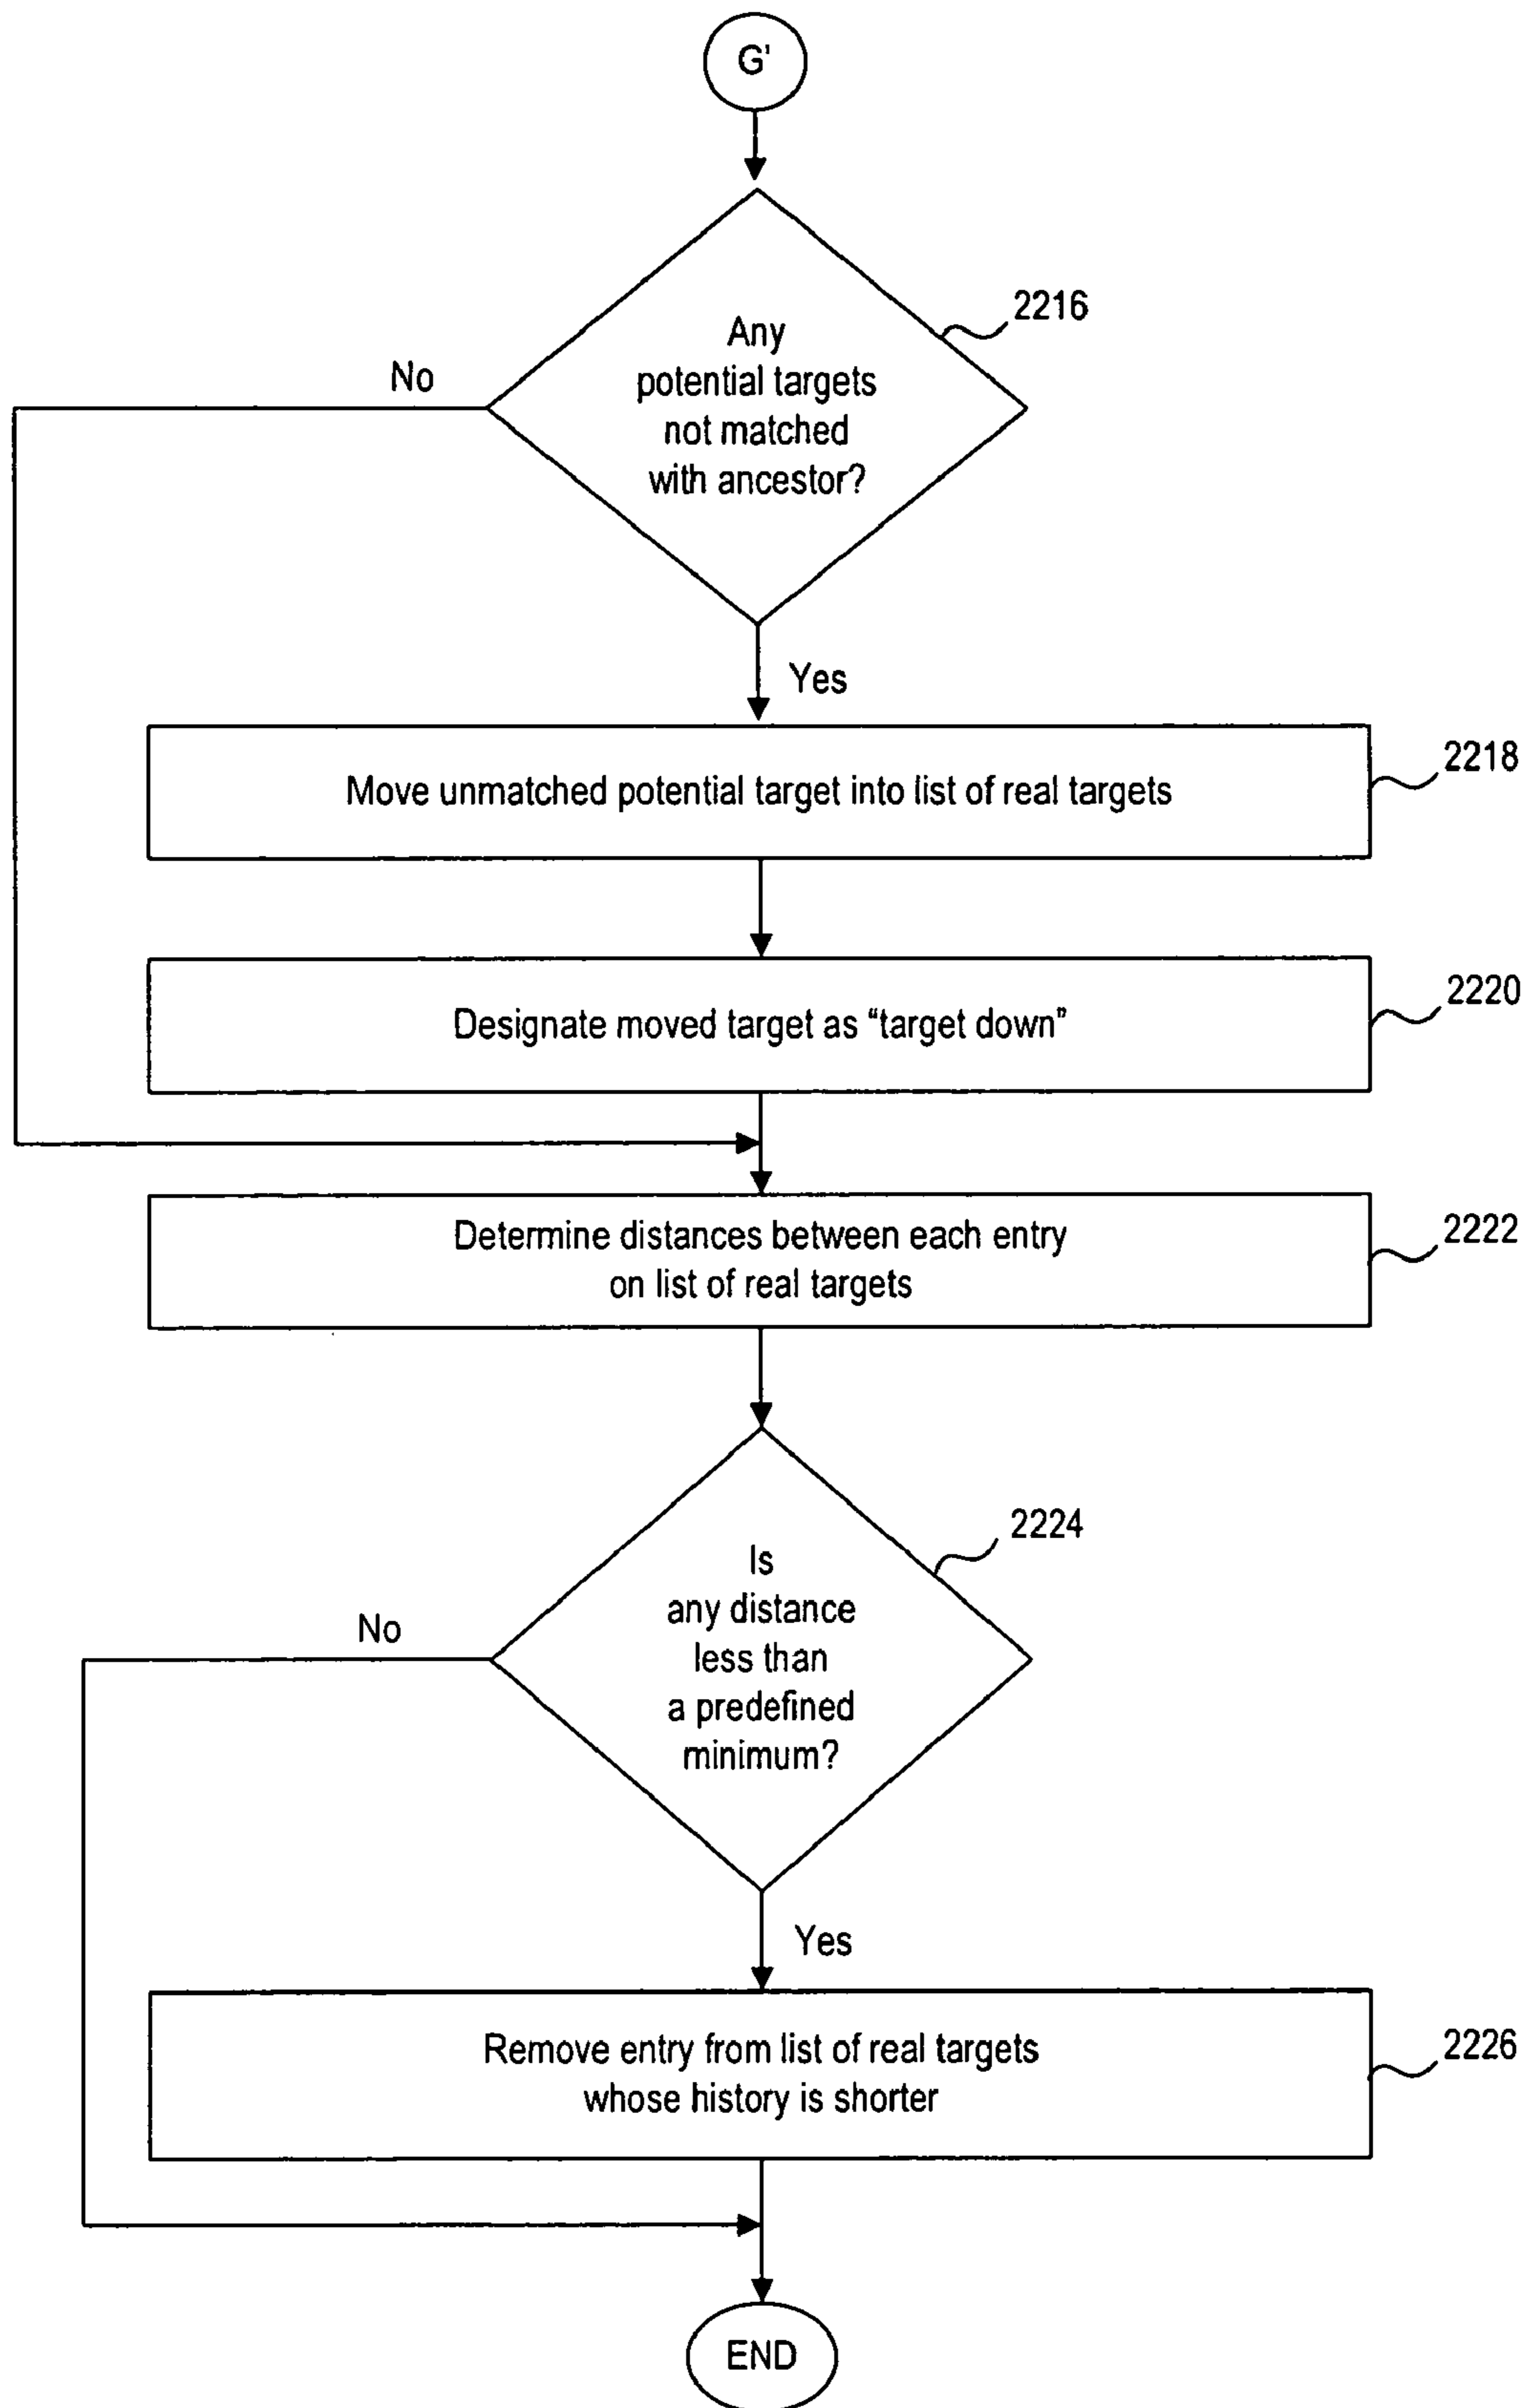 G'
2216
Any
potential targets
not matched
with ancestor?
No
Yes
2218
Move unmatched potential target into list of real targets
2220
Designate moved target as “target down”
2222
Determine distances between each entry
on list of real targets
2224
Is
any distance
less than
a predefined
minimum?
No
Yes
2226
Remove entry from list of real targets
whose history is shorter
END